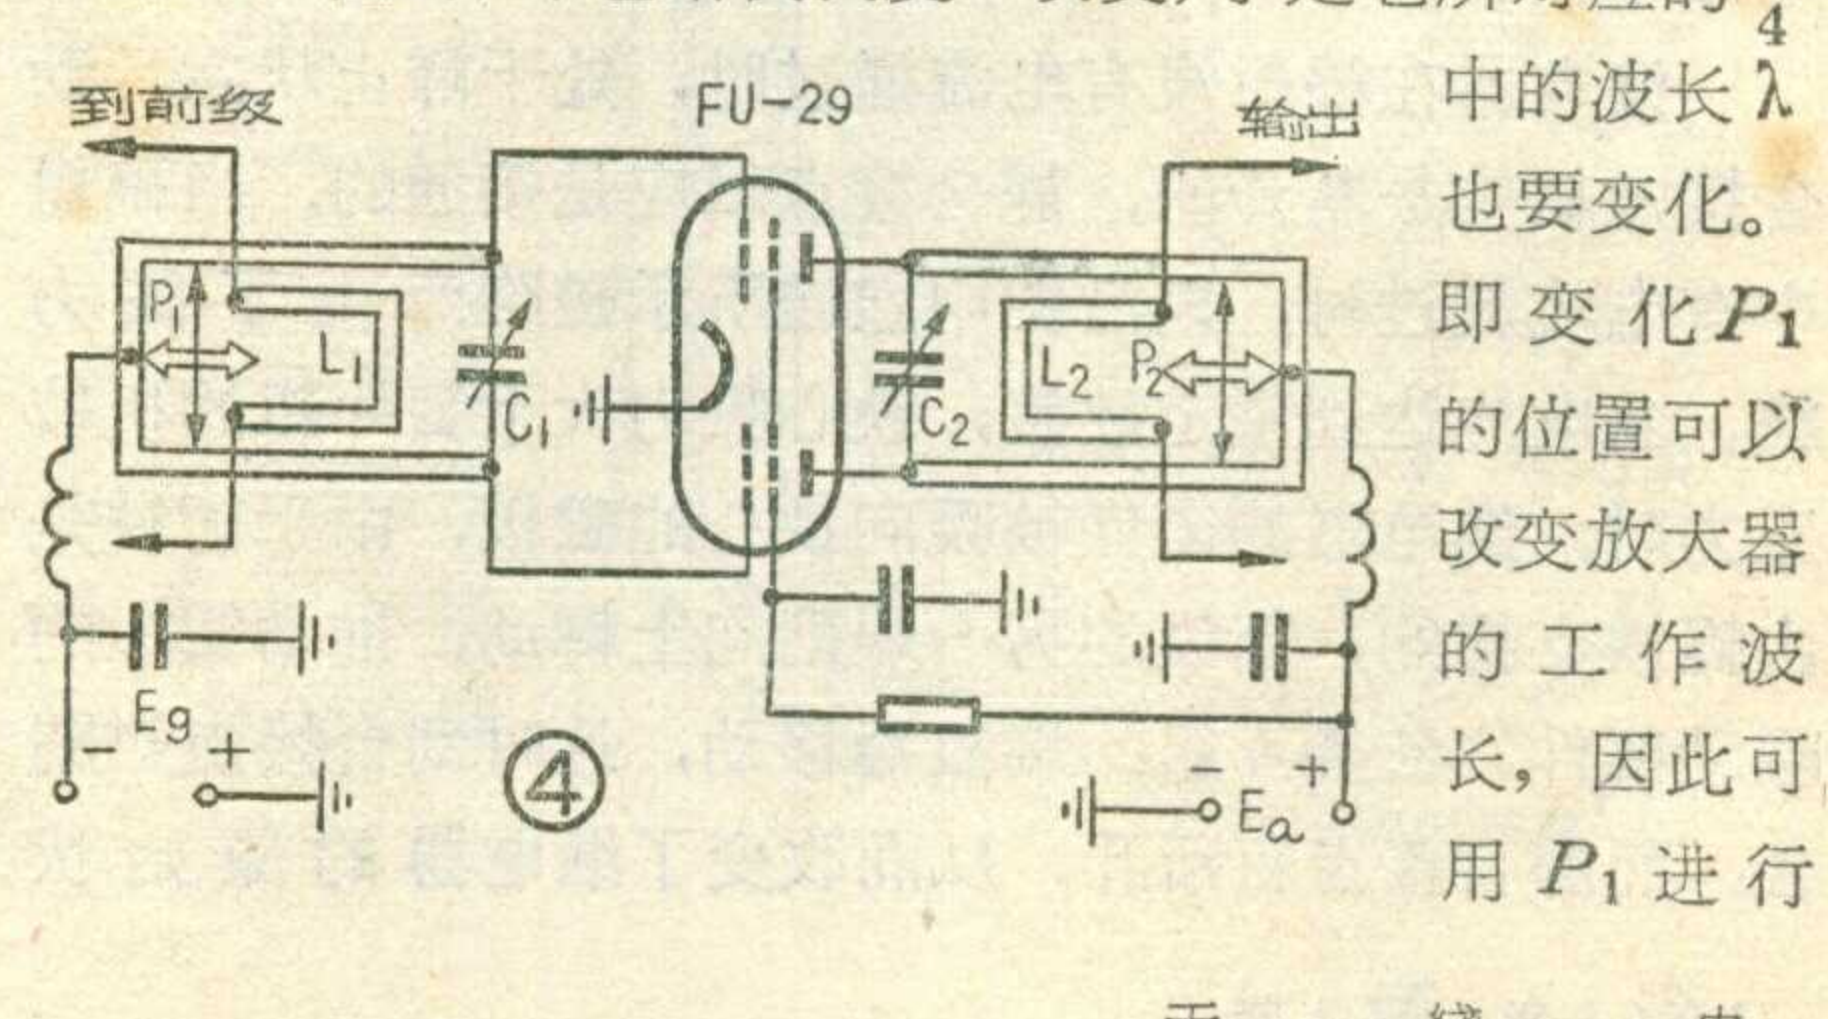 4
到前级
FU-29
输出
P₁
L₁
C₁
C₂
L₂
P₂
Eg
- +
④
- Ea +
中的波长λ
也要变化。
即变化P₁
的位置可以
改变放大器
的工作波
长，因此可
用P₁进行